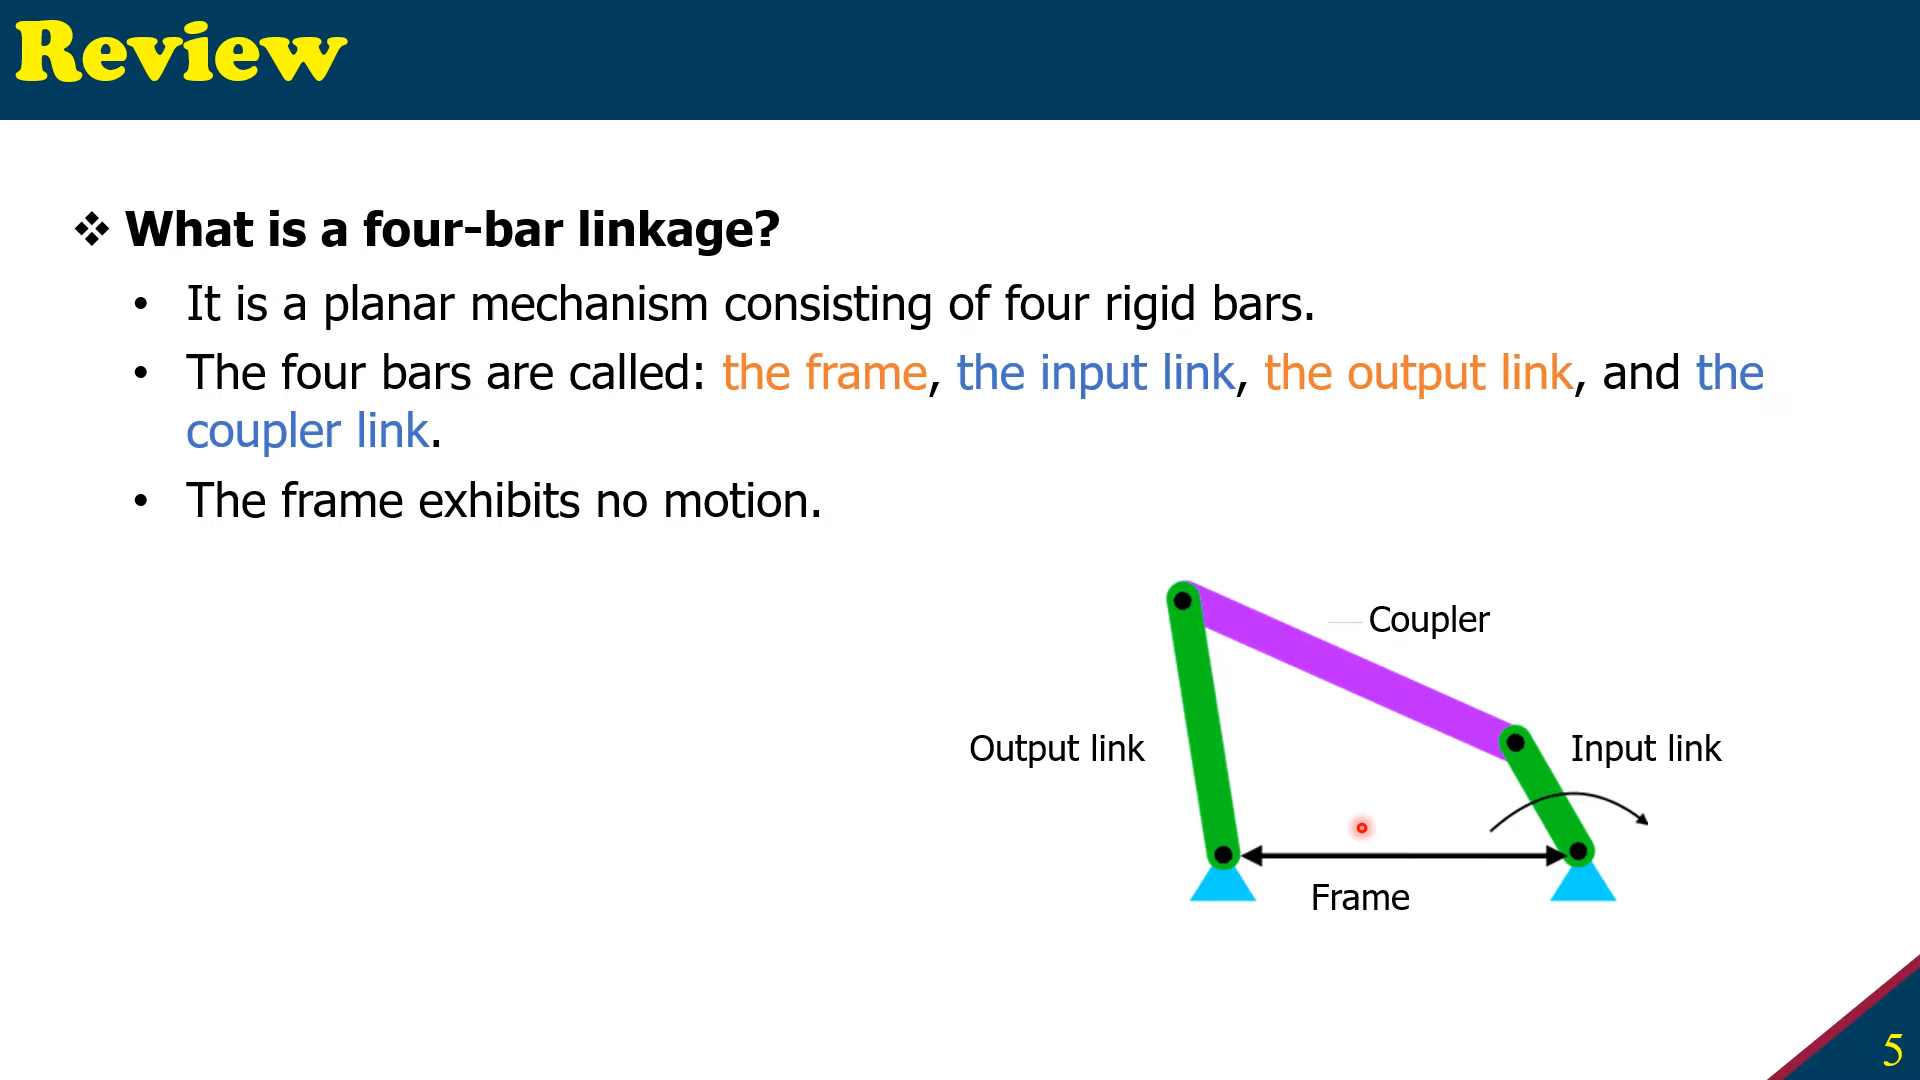 Review
❖ What is a four-bar linkage?
• It is a planar mechanism consisting of four rigid bars.
• The four bars are called: the frame, the input link, the output link, and the
coupler link.
• The frame exhibits no motion.
Coupler
Output link
Input link
Frame
5